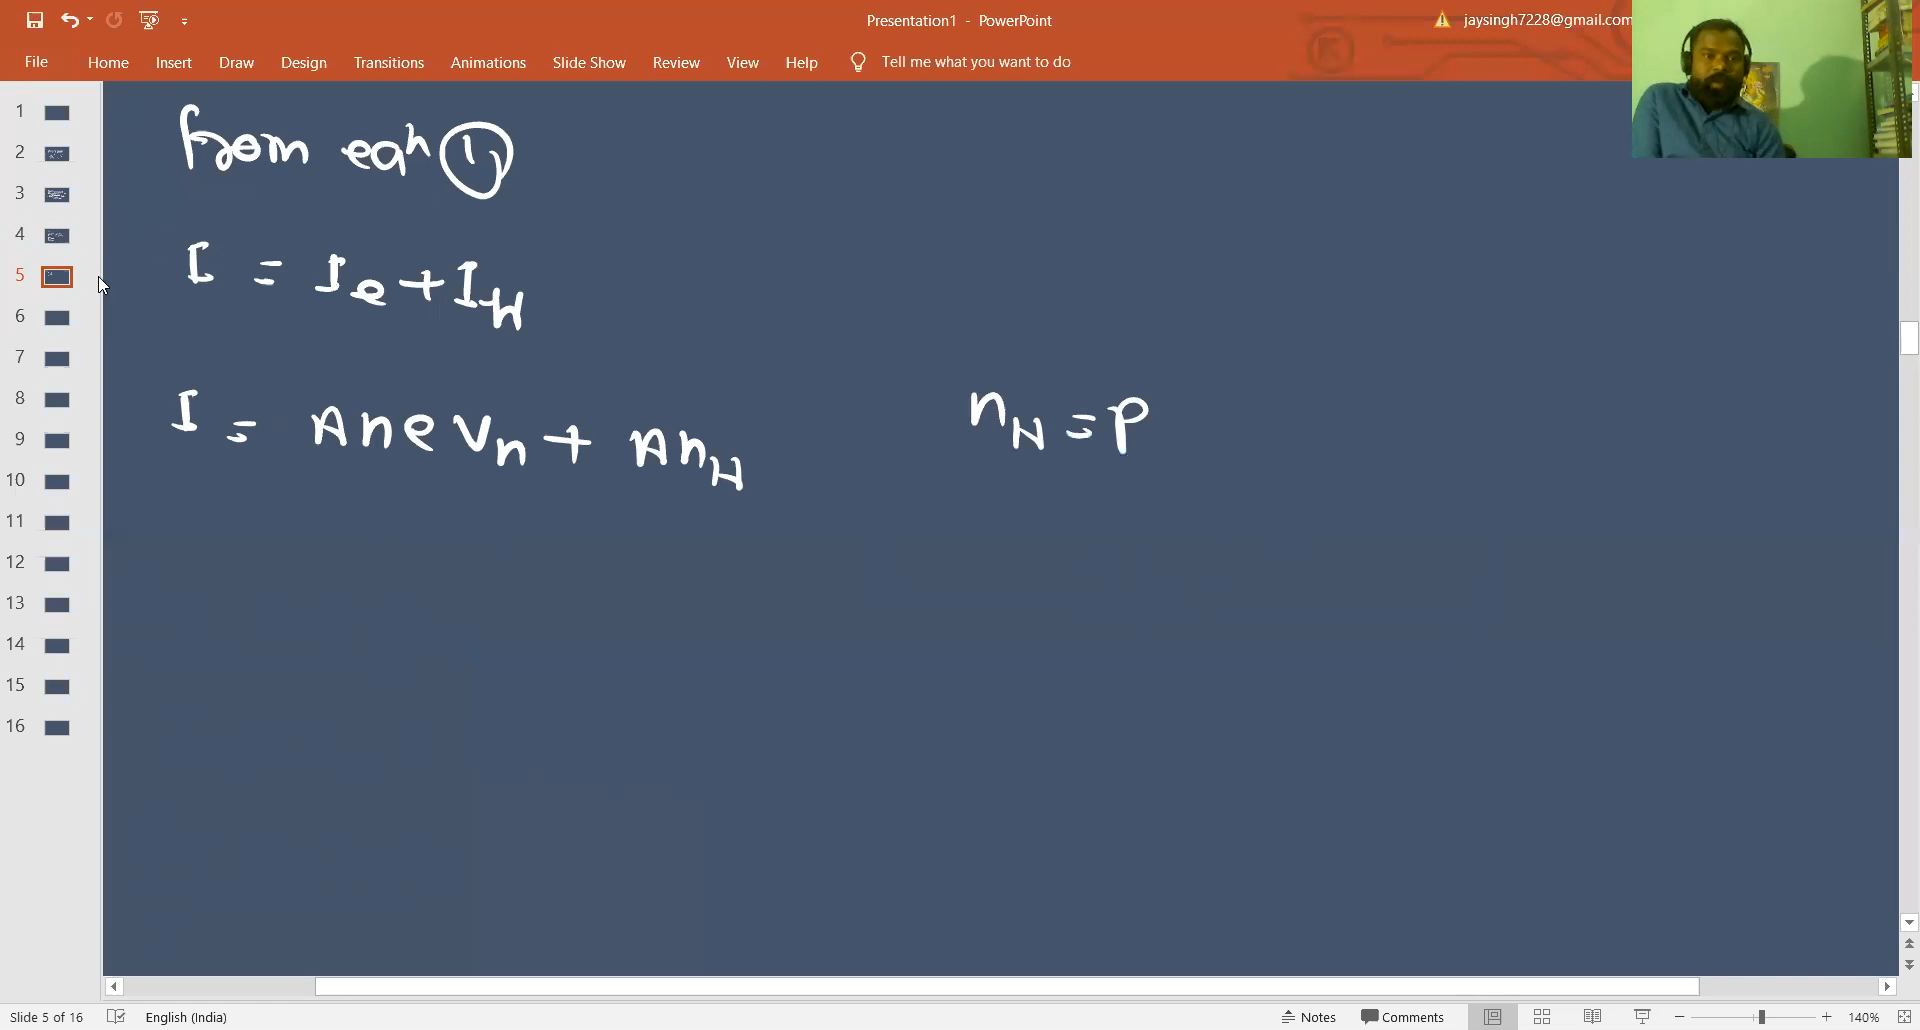 Presentation1 - PowerPoint
jaysingh7228@gmail.com
File Home Insert Draw Design Transitions Animations Slide Show Review View Help Tell me what you want to do
1
2
3
4
5
6
7
8
9
10
11
12
13
14
15
16
from eqn 1
I = Ie + IH
I = A n e Vn + A nH
nH = P
Slide 5 of 16 English (India) Notes Comments 140%